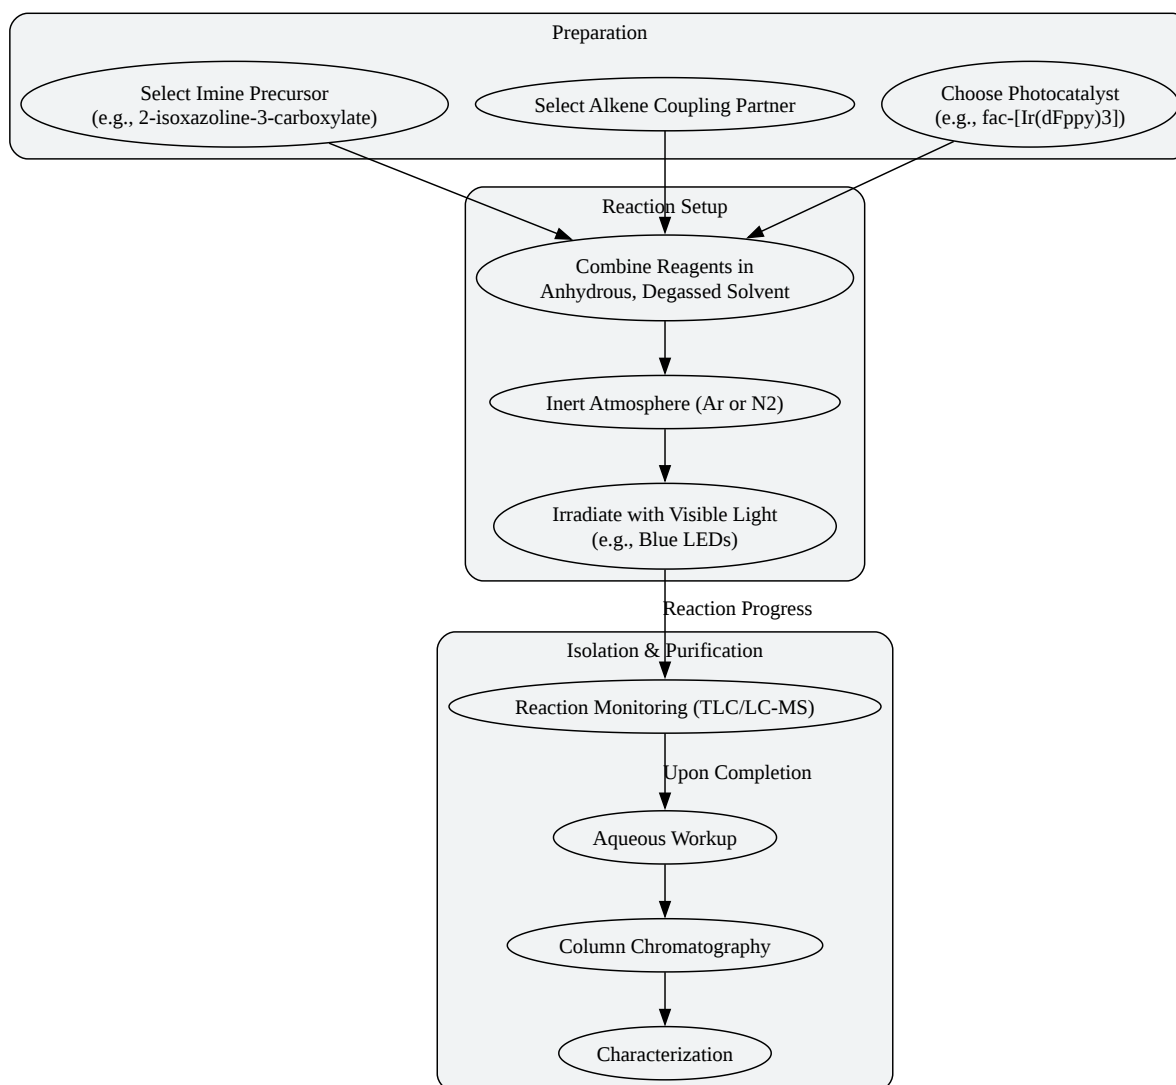 Preparation
Select Imine Precursor
(e.g., 2-isoxazoline-3-carboxylate)
Select Alkene Coupling Partner
Choose Photocatalyst
(e.g., fac-[Ir(dFppy)3])
Reaction Setup
Combine Reagents in
Anhydrous, Degassed Solvent
Inert Atmosphere (Ar or N2)
Irradiate with Visible Light
(e.g., Blue LEDs)
Reaction Progress
Isolation & Purification
Reaction Monitoring (TLC/LC-MS)
Upon Completion
Aqueous Workup
Column Chromatography
Characterization